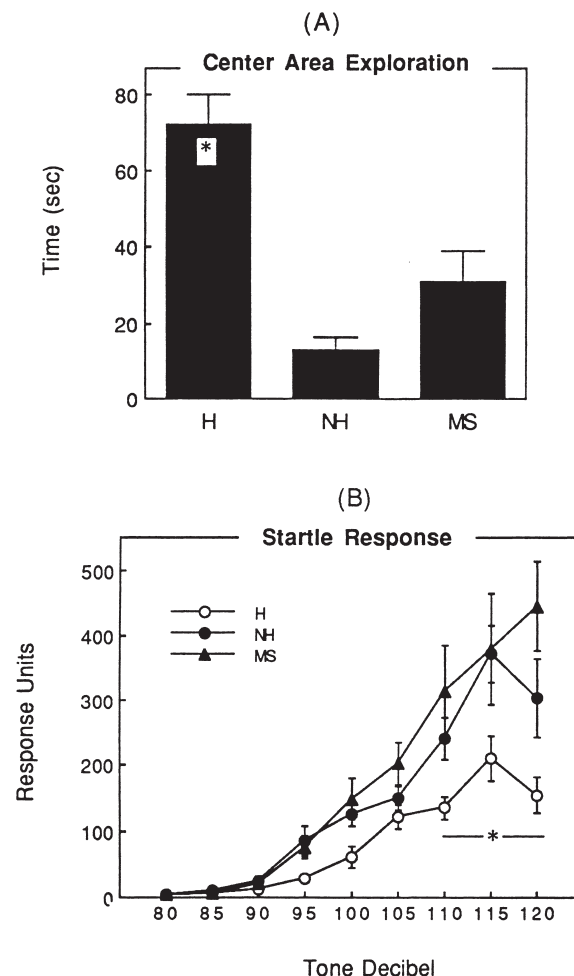 (A)
Center Area Exploration
80
60
40
20
0
Time (sec)
*
H NH MS
(B)
Startle Response
500
400
300
200
100
0
Response Units
H
NH
MS
*
80 85 90 95 100 105 110 115 120
Tone Decibel